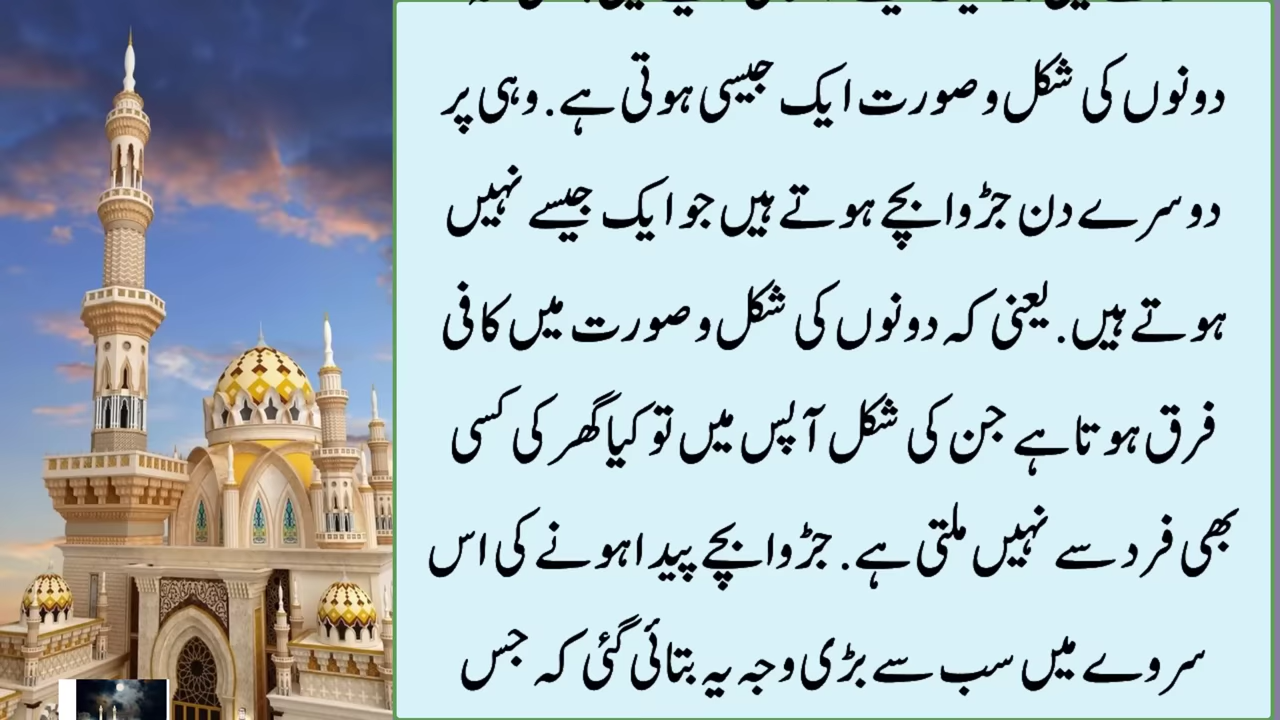 دونوں کی شکل و صورت ایک جیسی ہوتی ہے. وہی پر
دوسرے دن جڑوا بچے ہوتے ہیں جو ایک جیسے نہیں
ہوتے ہیں. یعنی کہ دونوں کی شکل و صورت میں کافی
فرق ہوتا ہے جن کی شکل آپس میں تو کیا گھر کی کسی
بھی فرد سے نہیں ملتی ہے. جڑوا بچے پیدا ہونے کی اس
سروے میں سب سے بڑی وجہ یہ بتائی گئی کہ جس